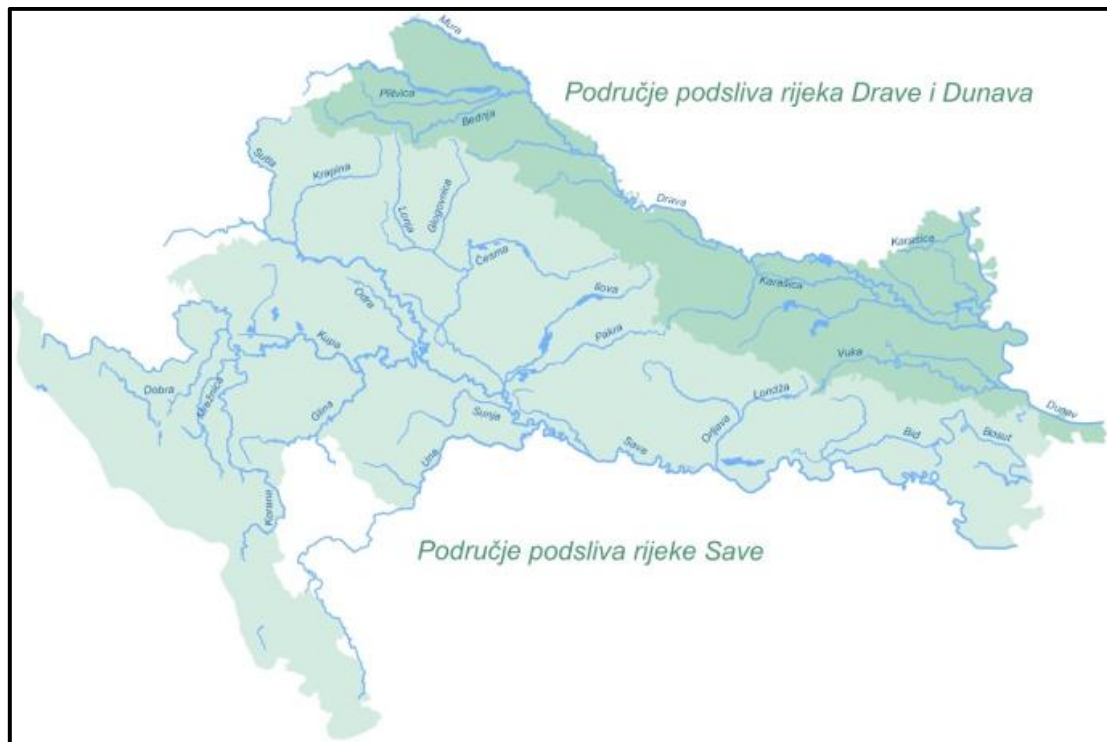 Mura
Područje podsliva rijeka Drave i Dunava
Plitvica
Bednja
Sutla
Krapina
Lonja
Glogovnica
Drava
Karašica
Česma
Ilova
Karašica
Odra
Pakra
Kupa
Vuka
Dobra
Mrežnica
Glina
Sunja
Londža
Dunav
Orljava
Sava
Bid
Bosut
Una
Korana
Područje podsliva rijeke Save